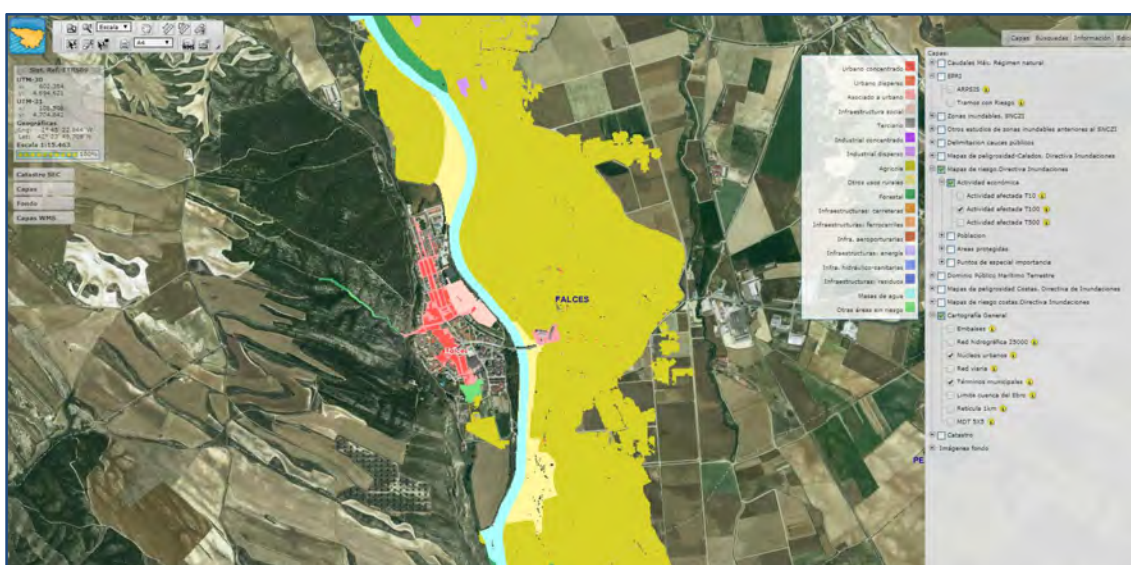 Escala
A4
Sist. Ref. ETRS89
UTM-30
UTM-31
Geográficas
Escala 1:15.463
100%
Catastro SEC
Capas
Fondo
Capas WMS
Urbano concentrado
Urbano disperso
Asociado a urbano
Infraestructura social
Terciario
Industrial concentrado
Industrial disperso
Agrícola
Otros usos rurales
Forestal
Infraestructuras: carreteras
Infraestructuras: ferrocarriles
Infra. aeroportuarias
Infraestructuras: energía
Infra. hidráulico-sanitarias
Infraestructuras: residuos
Masas de agua
Otras áreas sin riesgo
FALCES
PE
Capas Búsquedas Información
Capas:
Caudales Máx. Régimen natural
EPRI
ARPSIS
Tramos con Riesgo
Zonas inundables. SNCZI
Otros estudios de zonas inundables anteriores al SNCZI
Delimitación cauces públicos
Mapas de peligrosidad-Calados. Directiva Inundaciones
Mapas de riesgo.Directiva Inundaciones
Actividad económica
Actividad afectada T10
Actividad afectada T100
Actividad afectada T500
Poblacion
Areas protegidas
Puntos de especial importancia
Dominio Público Marítimo Terrestre
Mapas de peligrosidad Costas. Directiva de Inundaciones
Mapas de riesgo costas.Directiva Inundaciones
Cartografía General
Embalses
Red hidrográfica 25000
Núcleos urbanos
Red viaria
Términos municipales
Límite cuenca del Ebro
Retícula 1km
MDT 5X5
Catastro
Imágenes fondo